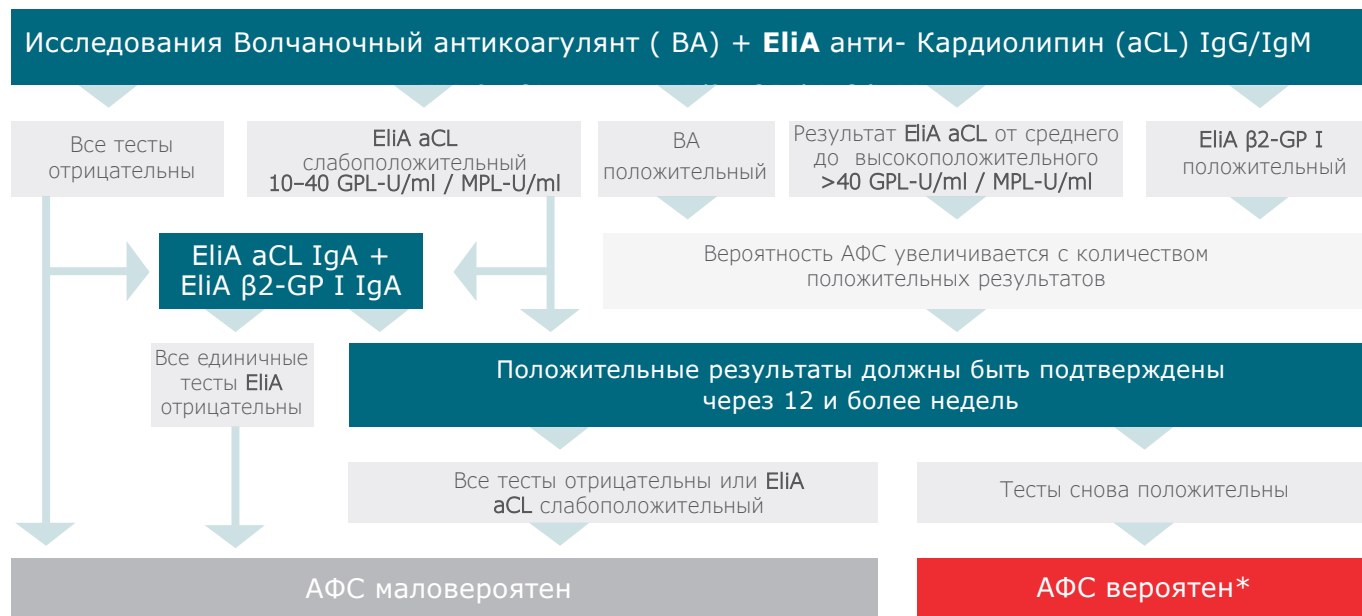 Исследования Волчаночный антикоагулянт ( ВА) + EliA анти- Кардиолипин (aCL) IgG/IgM
Все тесты
отрицательны
EliA aCL
слабоположительный
10–40 GPL-U/ml / MPL-U/ml
ВА
положительный
Результат EliA aCL от среднего
до высокоположительного
>40 GPL-U/ml / MPL-U/ml
EliA β2-GP I
положительный
EliA aCL IgA +
EliA β2-GP I IgA
Вероятность АФС увеличивается с количеством
положительных результатов
Все единичные
тесты EliA
отрицательны
Положительные результаты должны быть подтверждены
через 12 и более недель
Все тесты отрицательны или EliA
aCL слабоположительный
Тесты снова положительны
АФС маловероятен
АФС вероятен*